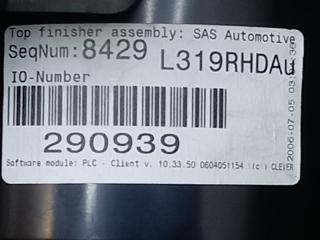 Top finisher assembly: SAS Automotive
SeqNum: 8429 L319RHDAU
IO-Number
290939
Software module: PLC - Client v. 10.33.50 0604051154 (c) CLEVER
2006-07-05 03